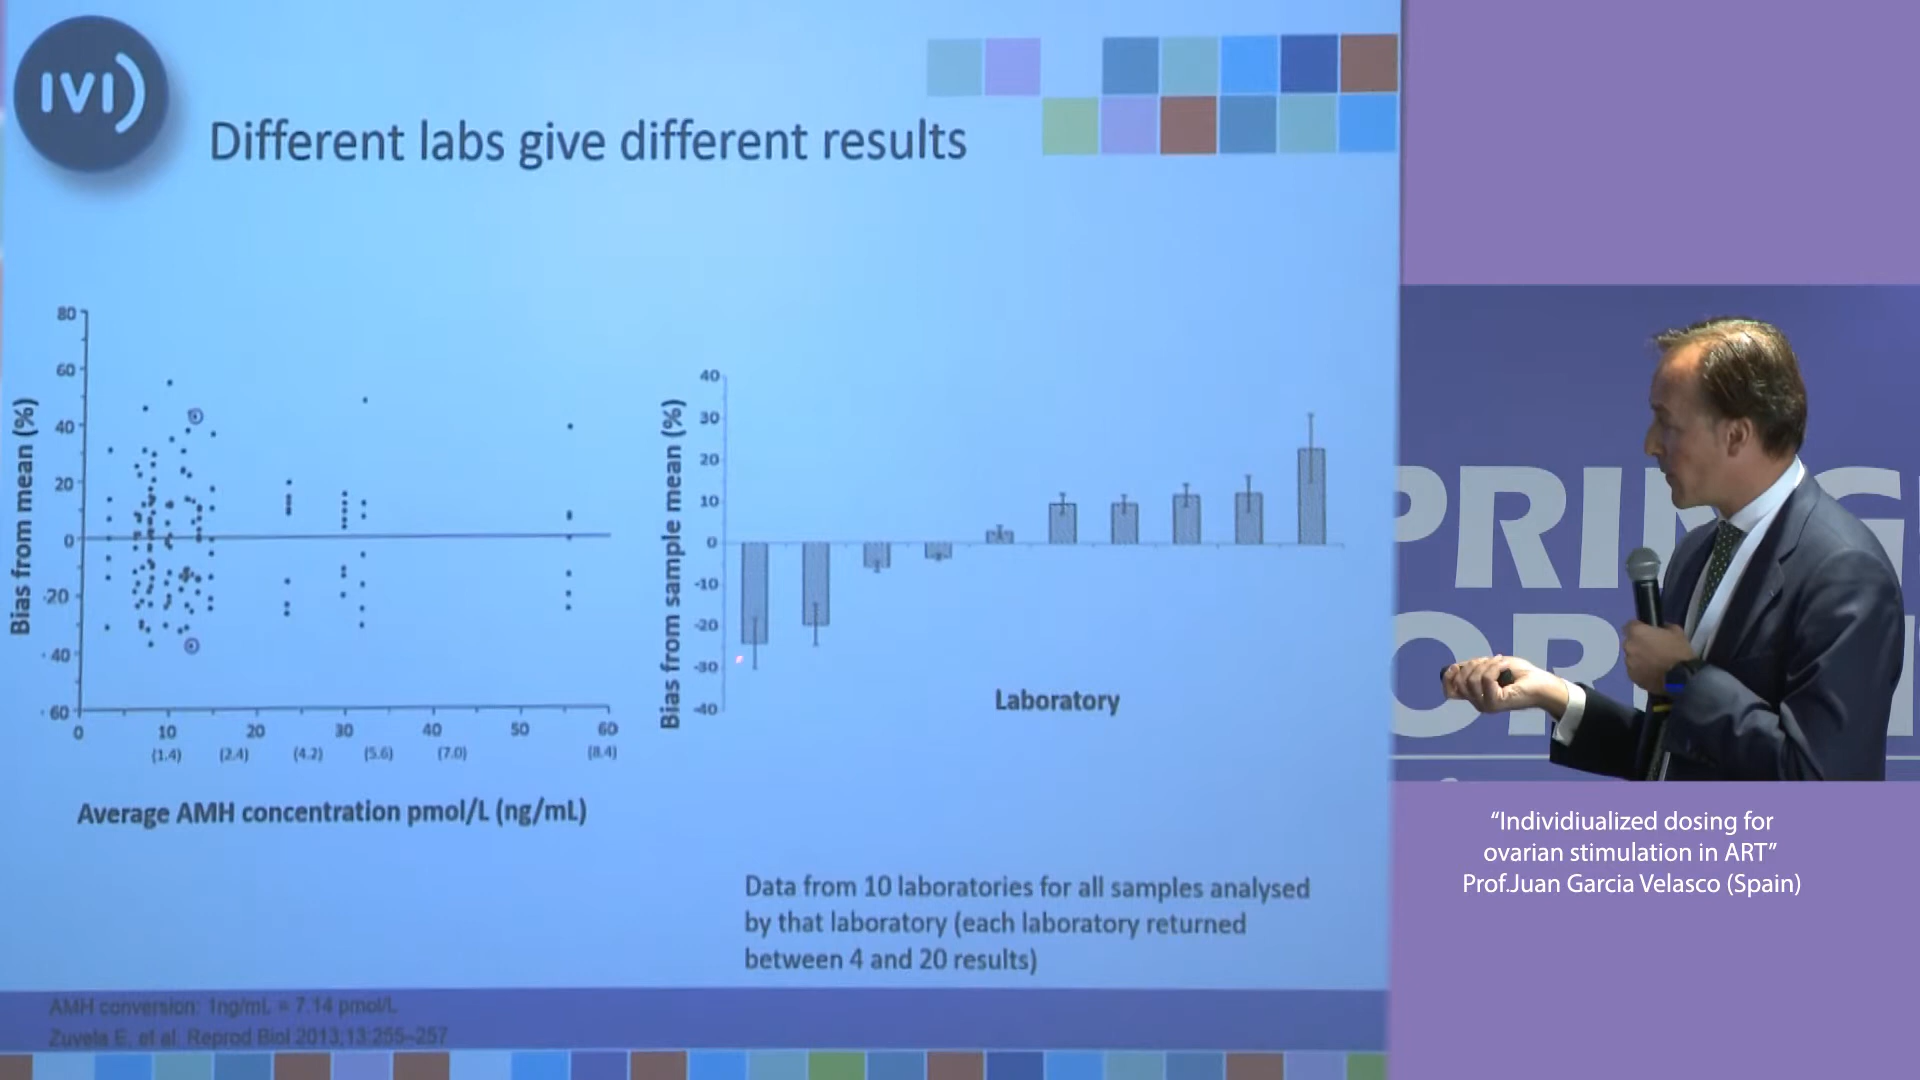 IVI
Different labs give different results
80
60
40
20
0
-20
-40
-60
Bias from mean (%)
0
10
20
30
40
50
60
(1.4)
(2.4)
(4.2)
(5.6)
(7.0)
(8.4)
Average AMH concentration pmol/L (ng/mL)
40
30
20
10
0
-10
-20
-30
-40
Bias from sample mean (%)
Laboratory
Data from 10 laboratories for all samples analysed
by that laboratory (each laboratory returned
between 4 and 20 results)
AMH conversion: 1ng/mL = 7.14 pmol/L
Zuvela E, et al. Reprod Biol 2013;13:255–257
PRING
OR
“Individiualized dosing for
ovarian stimulation in ART”
Prof.Juan Garcia Velasco (Spain)